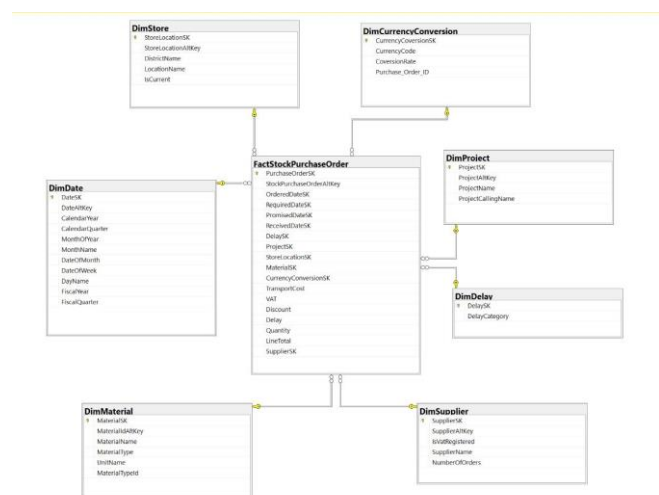 DimStore
StoreLocationSK
StoreLocationAltKey
DistrictName
LocationName
IsCurrent
DimCurrencyConversion
CurrencyCoversionSK
CurrencyCode
CoversionRate
Purchase_Order_ID
FactStockPurchaseOrder
PurchaseOrderSK
StockPurchaseOrderAltKey
OrderedDateSK
RequiredDateSK
PromisedDateSK
ReceivedDateSK
DelaySK
ProjectSK
StoreLocationSK
MaterialSK
CurrencyConversionSK
TransportCost
VAT
Discount
Delay
Quantity
LineTotal
SupplierSK
DimProject
ProjectSK
ProjectAltKey
ProjectName
ProjectCallingName
DimDate
DateSK
DateAltKey
CalendarYear
CalendarQuarter
MonthOfYear
MonthName
DateOfMonth
DateOfWeek
DayName
FiscalYear
FiscalQuarter
DimDelay
DelaySK
DelayCategory
DimMaterial
MaterialSK
MaterialIdAltKey
MaterialName
MaterialType
UnitName
MaterialTypeId
DimSupplier
SupplierSK
SupplierAltKey
IsVatRegistered
SupplierName
NumberOfOrders